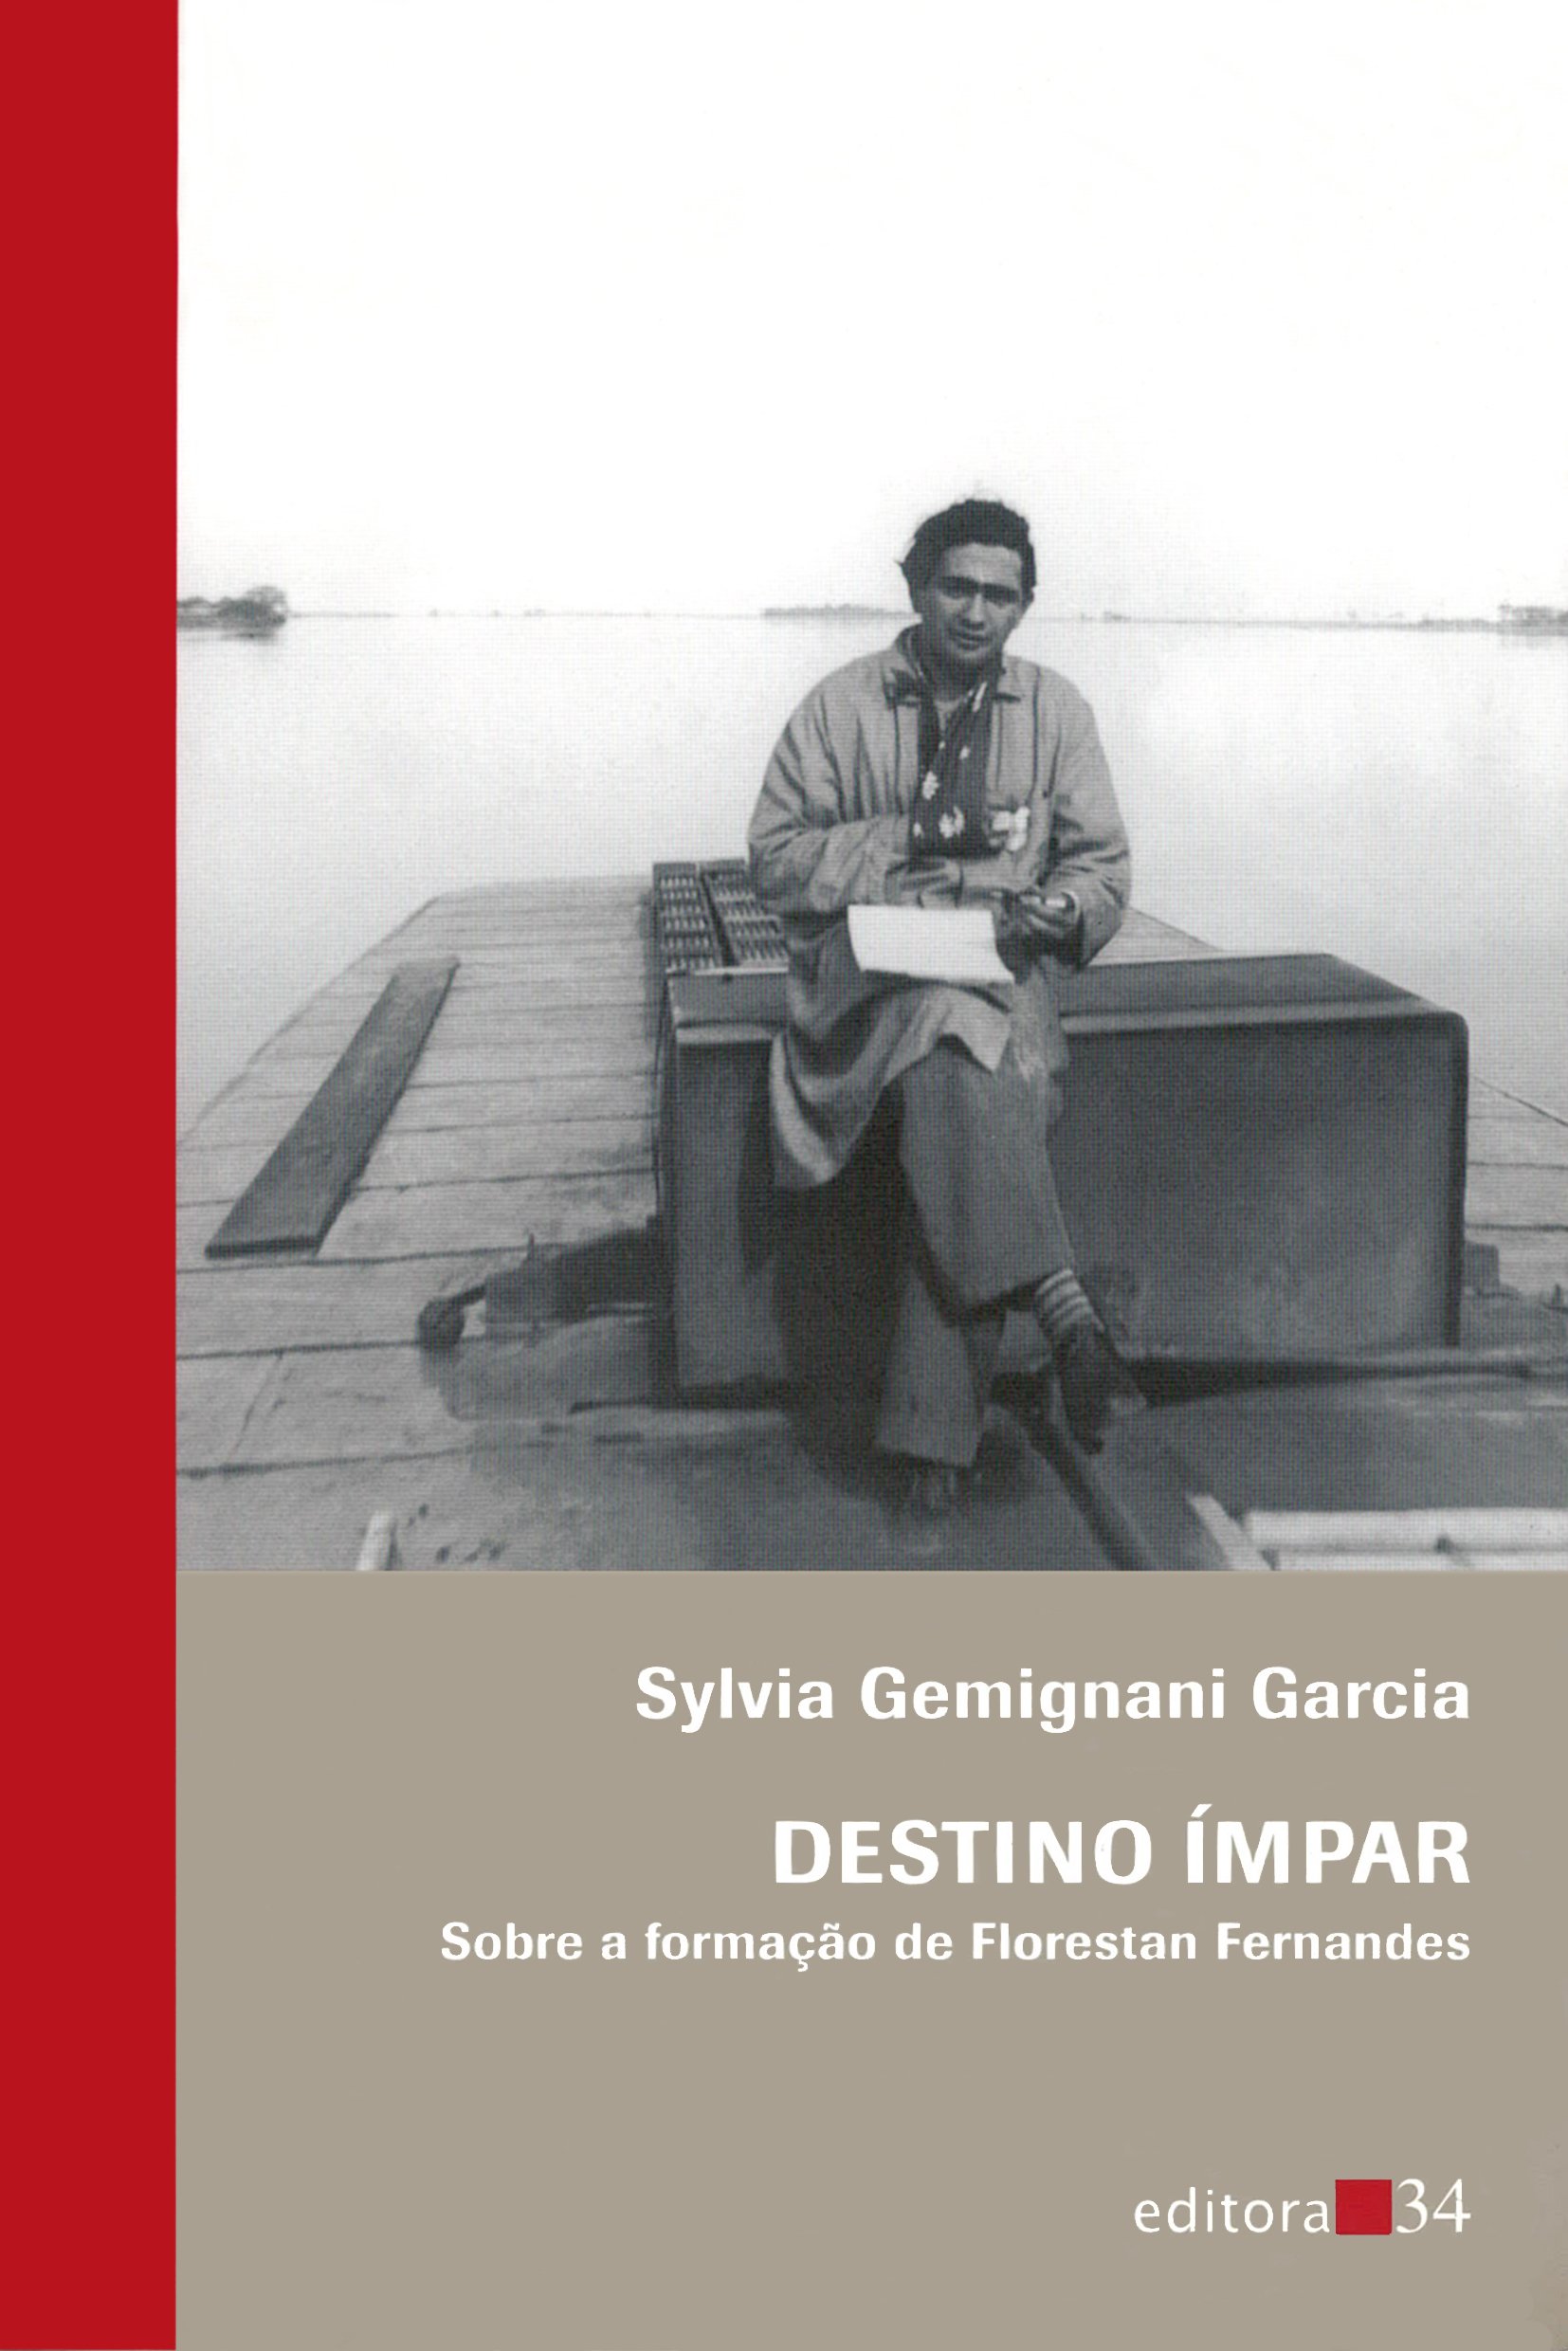 Sylvia Gemignani Garcia
DESTINO ÍMPAR
Sobre a formação de Florestan Fernandes
editora 34